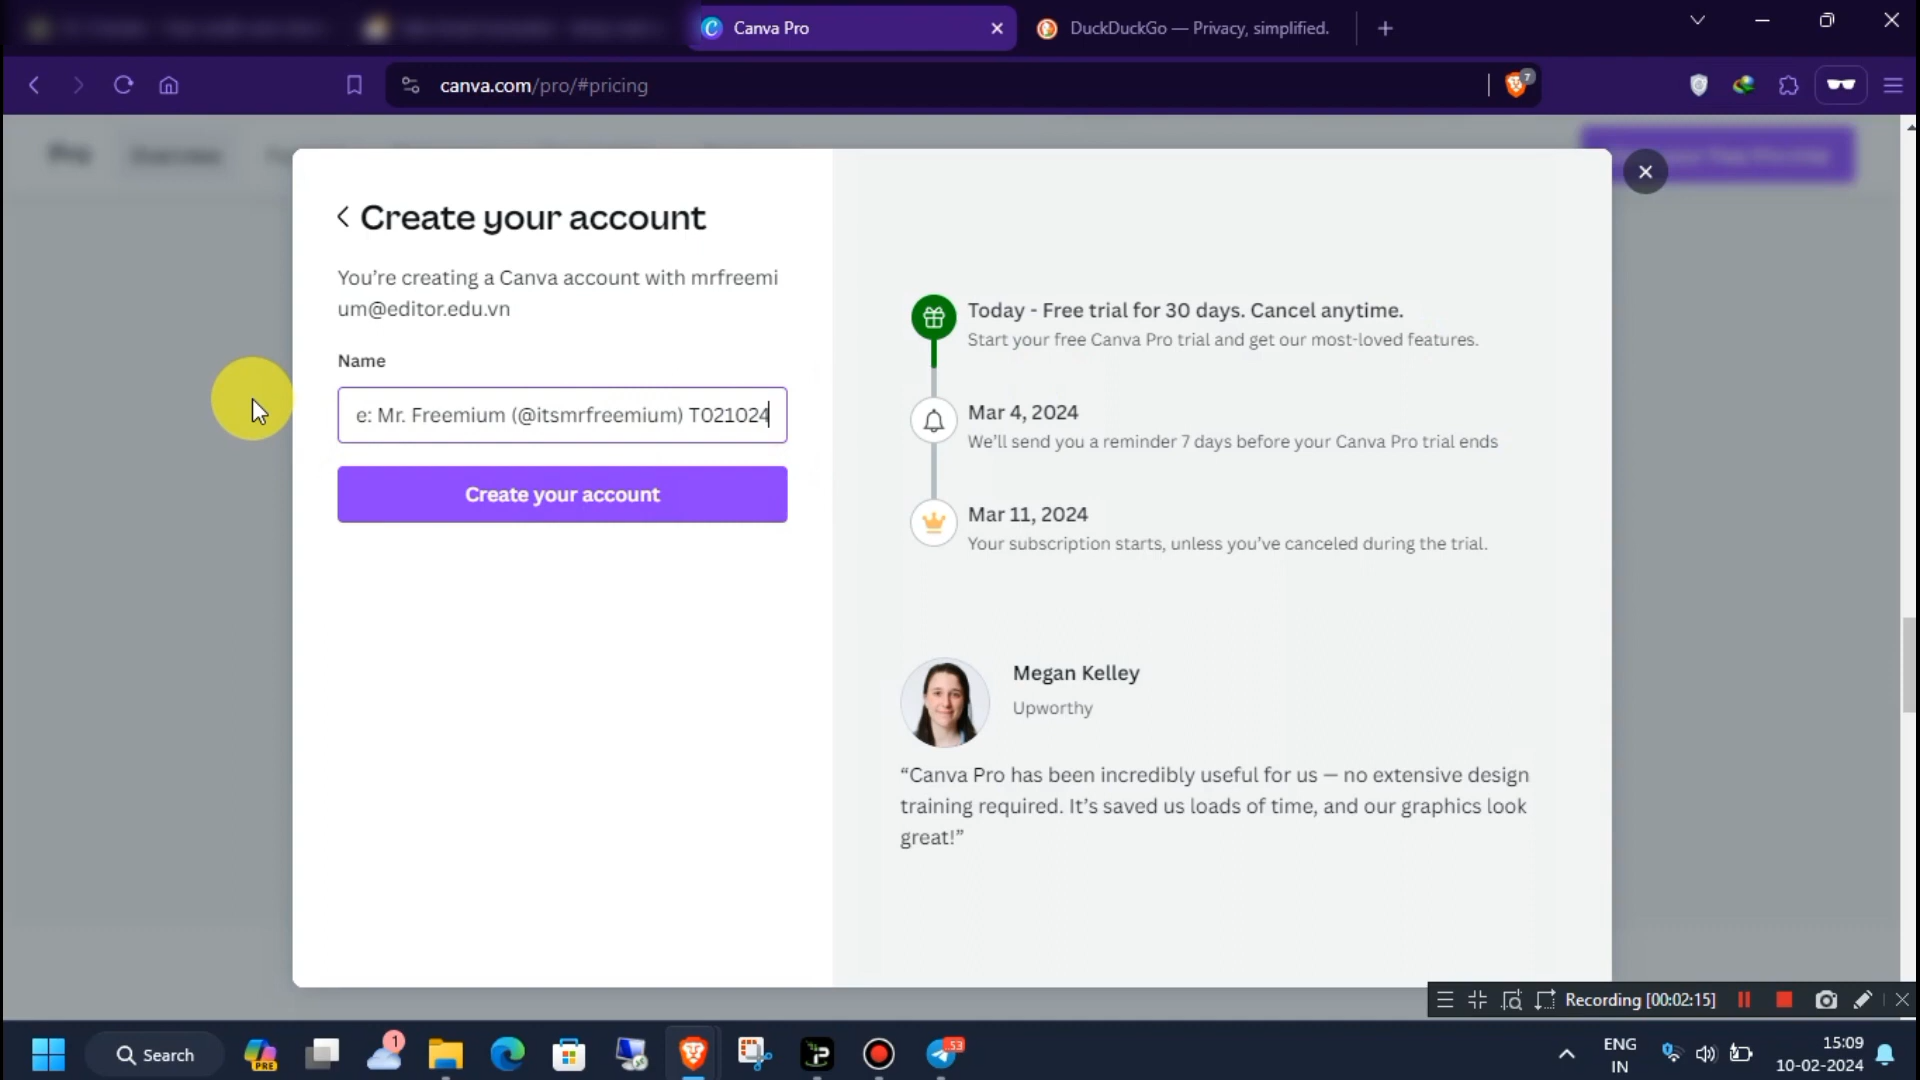 Canva Pro
DuckDuckGo — Privacy, simplified.
canva.com/pro/#pricing
7
Pro
Overview
Create your account
You're creating a Canva account with mrfreemi
um@editor.edu.vn
Name
e: Mr. Freemium (@itsmrfreemium) T021024
Create your account
Today - Free trial for 30 days. Cancel anytime.
Start your free Canva Pro trial and get our most-loved features.
Mar 4, 2024
We'll send you a reminder 7 days before your Canva Pro trial ends
Mar 11, 2024
Your subscription starts, unless you've canceled during the trial.
Megan Kelley
Upworthy
“Canva Pro has been incredibly useful for us — no extensive design
training required. It's saved us loads of time, and our graphics look
great!”
Recording [00:02:15]
Search
PRE
1
53
ENG
IN
15:09
10-02-2024